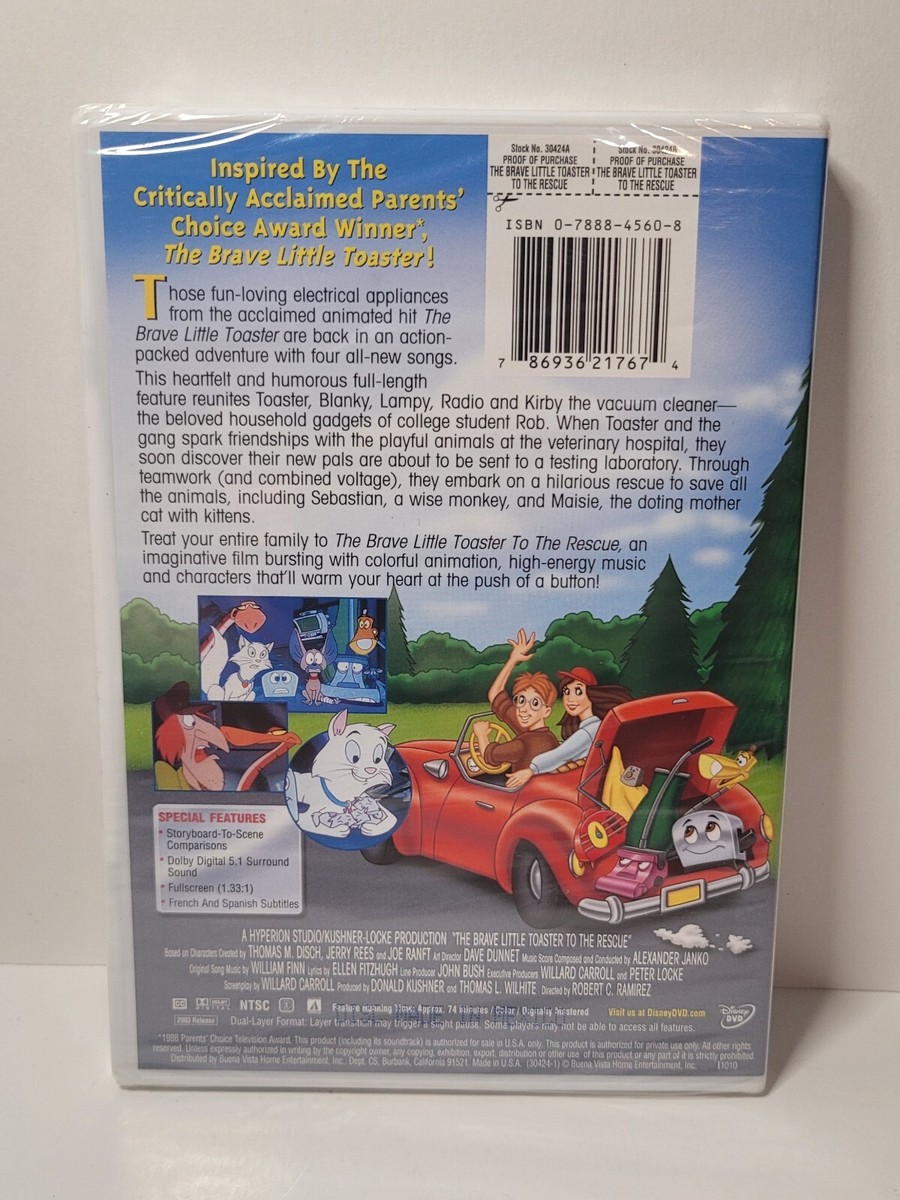 Inspired By The
Critically Acclaimed Parents'
Choice Award Winner*,
The Brave Little Toaster!
Stock No. 30424A
PROOF OF PURCHASE
THE BRAVE LITTLE TOASTER
TO THE RESCUE
Stock No. 30424A
PROOF OF PURCHASE
THE BRAVE LITTLE TOASTER
TO THE RESCUE
ISBN 0-7888-4560-8
7 86936 21767 4
Those fun-loving electrical appliances
from the acclaimed animated hit The
Brave Little Toaster are back in an action-
packed adventure with four all-new songs.
This heartfelt and humorous full-length
feature reunites Toaster, Blanky, Lampy, Radio and Kirby the vacuum cleaner—
the beloved household gadgets of college student Rob. When Toaster and the
gang spark friendships with the playful animals at the veterinary hospital, they
soon discover their new pals are about to be sent to a testing laboratory. Through
teamwork (and combined voltage), they embark on a hilarious rescue to save all
the animals, including Sebastian, a wise monkey, and Maisie, the doting mother
cat with kittens.
Treat your entire family to The Brave Little Toaster To The Rescue, an
imaginative film bursting with colorful animation, high-energy music
and characters that'll warm your heart at the push of a button!
SPECIAL FEATURES
• Storyboard-To-Scene
Comparisons
• Dolby Digital 5.1 Surround
Sound
• Fullscreen (1.33:1)
• French And Spanish Subtitles
A HYPERION STUDIO/KUSHNER-LOCKE PRODUCTION "THE BRAVE LITTLE TOASTER TO THE RESCUE"
Based on Characters Created by THOMAS M. DISCH, JERRY REES and JOE RANFT Art Director DAVE DUNNET Music Score Composed and Conducted by ALEXANDER JANKO
Original Song Music by WILLIAM FINN Lyrics by ELLEN FITZHUGH Line Producer JOHN BUSH Executive Producers WILLARD CARROLL and PETER LOCKE
Screenplay by WILLARD CARROLL Produced by DONALD KUSHNER and THOMAS L. WILHITE Directed by ROBERT C. RAMIREZ
CC DOLBY DIGITAL NTSC 1 Feature Running Time: Approx. 74 Minutes / Color / Digitally Mastered Visit us at DisneyDVD.com
2003 Release Dual-Layer Format: Layer transition may trigger a slight pause. Some players may not be able to access all features.
Disney DVD
*1988 Parents' Choice Television Award. This product (including its soundtrack) is authorized for sale in U.S.A. only. This product is authorized for private use only. All other rights
reserved. Unless expressly authorized in writing by the copyright owner, any copying, exhibition, export, distribution or other use of this product or any part of it is strictly prohibited.
Distributed by Buena Vista Home Entertainment, Inc., Dept. CS, Burbank, California 91521. Made in U.S.A. (30424-1) © Buena Vista Home Entertainment, Inc. I1010